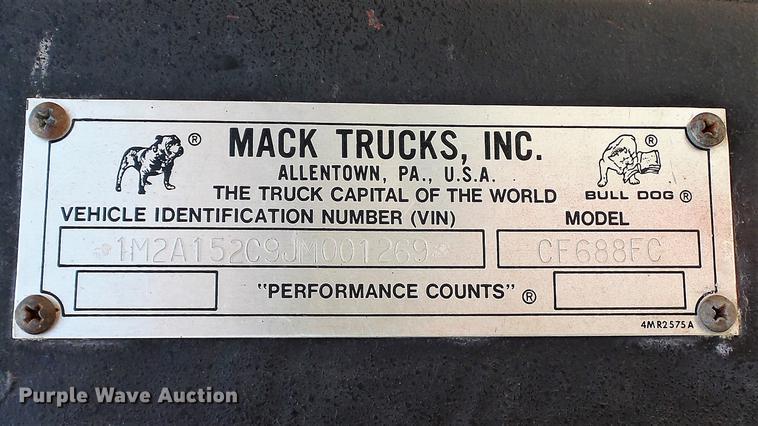 MACK TRUCKS, INC.
ALLENTOWN, PA., U.S.A.
THE TRUCK CAPITAL OF THE WORLD
®
®
BULL DOG ®
VEHICLE IDENTIFICATION NUMBER (VIN)
MODEL
*1M2A152C9JM001269*
CF688FC
"PERFORMANCE COUNTS" ®
4MR2575A
Purple Wave Auction